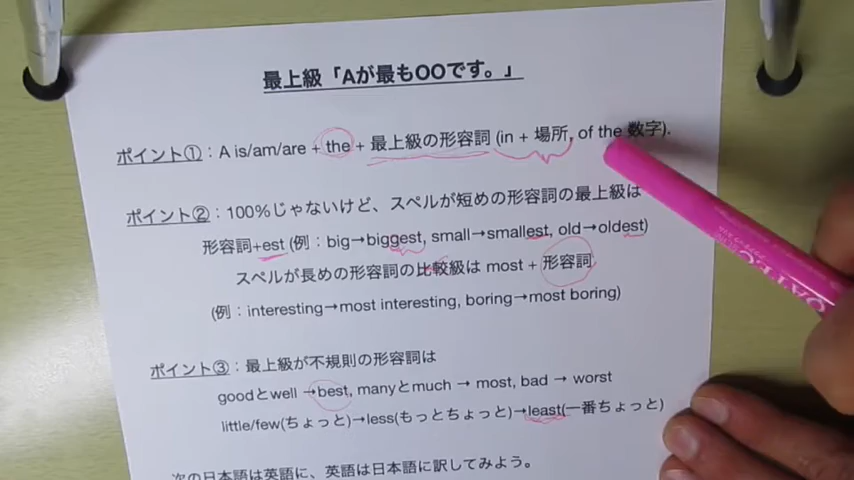 最上級「Aが最も〇〇です。」
ポイント①：A is/am/are + the + 最上級の形容詞 (in + 場所, of the 数字).
ポイント②：100%じゃないけど、スペルが短めの形容詞の最上級は
形容詞+est (例：big→biggest, small→smallest, old→oldest)
スペルが長めの形容詞の比較級は most + 形容詞
(例：interesting→most interesting, boring→most boring)
ポイント③：最上級が不規則の形容詞は
goodとwell →best, manyとmuch → most, bad → worst
little/few(ちょっと)→less(もっとちょっと)→least(一番ちょっと)
次の日本語は英語に、英語は日本語に訳してみよう。